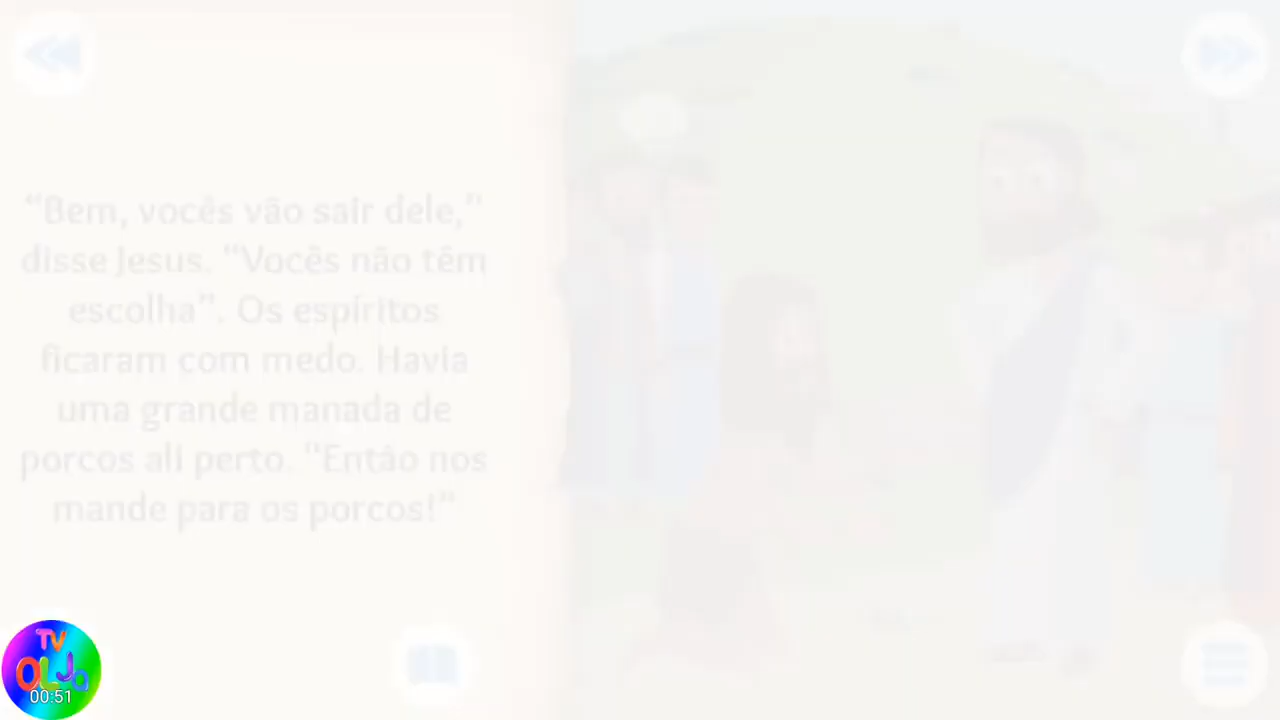 “Bem, vocês vão sair dele,”
disse Jesus. “Vocês não têm
escolha”. Os espíritos
ficaram com medo. Havia
uma grande manada de
porcos ali perto. “Então nos
mande para os porcos!”
TV
OLJO
00:51